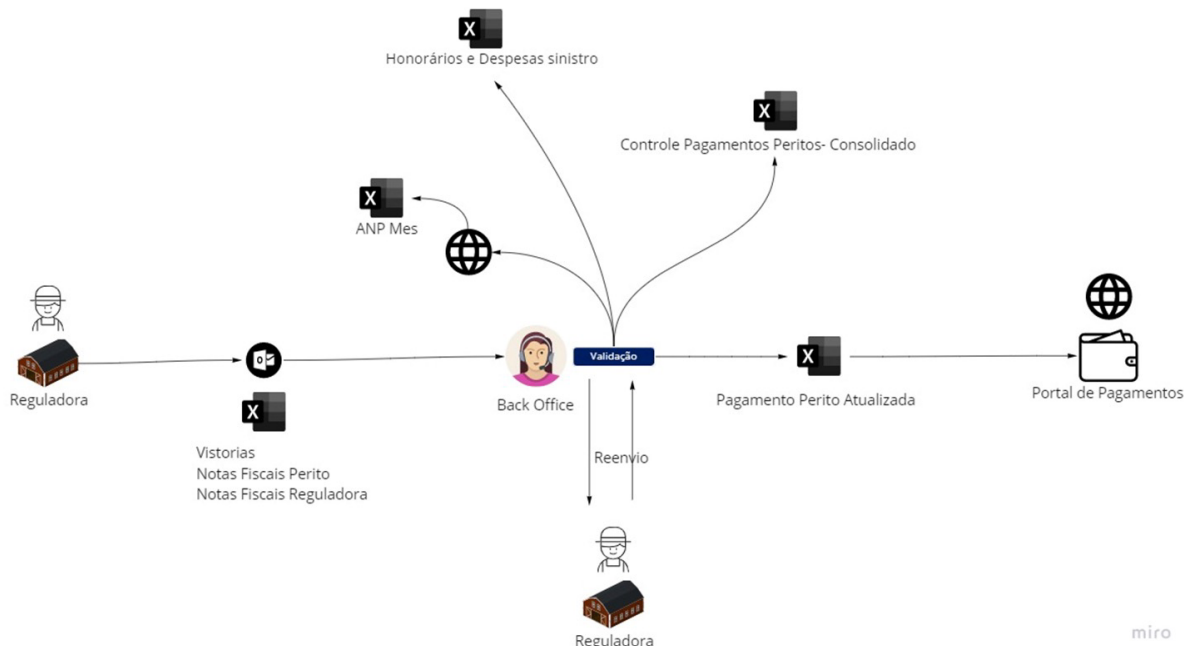 Honorários e Despesas sinistro
Controle Pagamentos Peritos- Consolidado
ANP Mes
Reguladora
Vistorias
Notas Fiscais Perito
Notas Fiscais Reguladora
Back Office
Validação
Pagamento Perito Atualizada
Portal de Pagamentos
Reenvio
Reguladora
miro